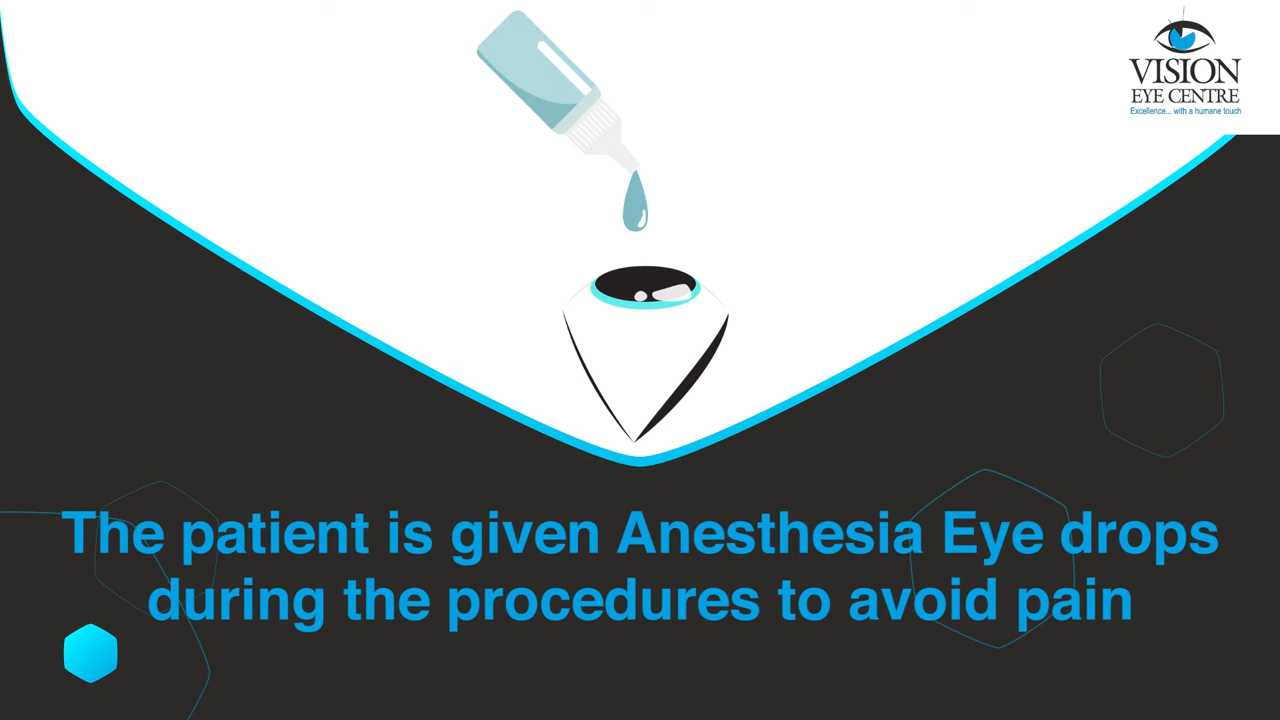 VISION
EYE CENTRE
Excellence... with a humane touch
The patient is given Anesthesia Eye drops
during the procedures to avoid pain